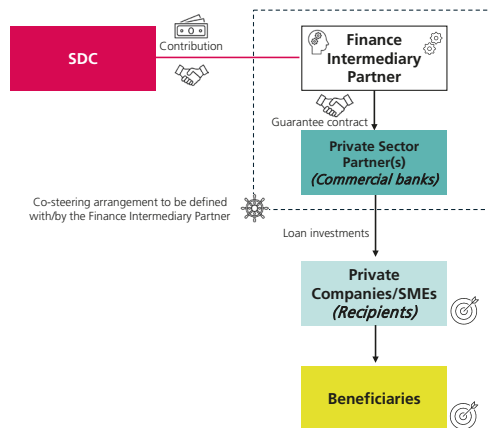 SDC
Contribution
Finance
Intermediary
Partner
Guarantee contract
Private Sector
Partner(s)
(Commercial banks)
Co-steering arrangement to be defined
with/by the Finance Intermediary Partner
Loan investments
Private
Companies/SMEs
(Recipients)
Beneficiaries